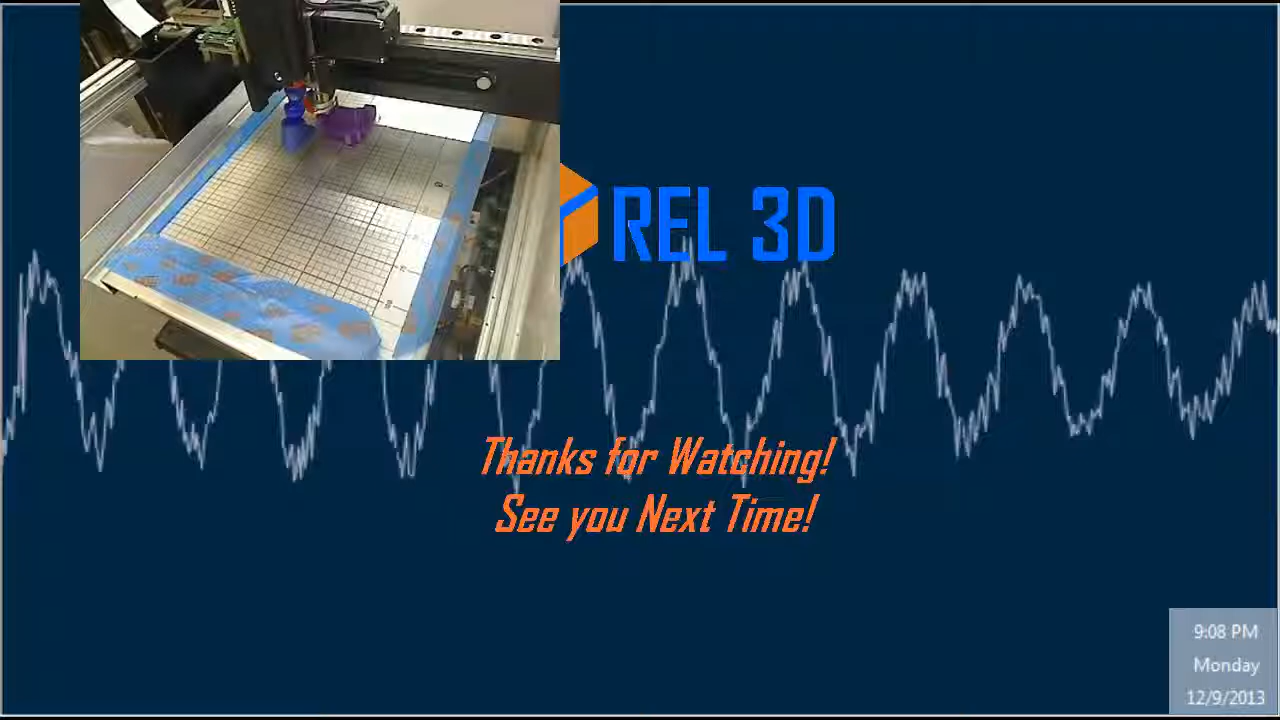 REL 3D
Thanks for Watching!
See you Next Time!
9:08 PM
Monday
12/9/2013